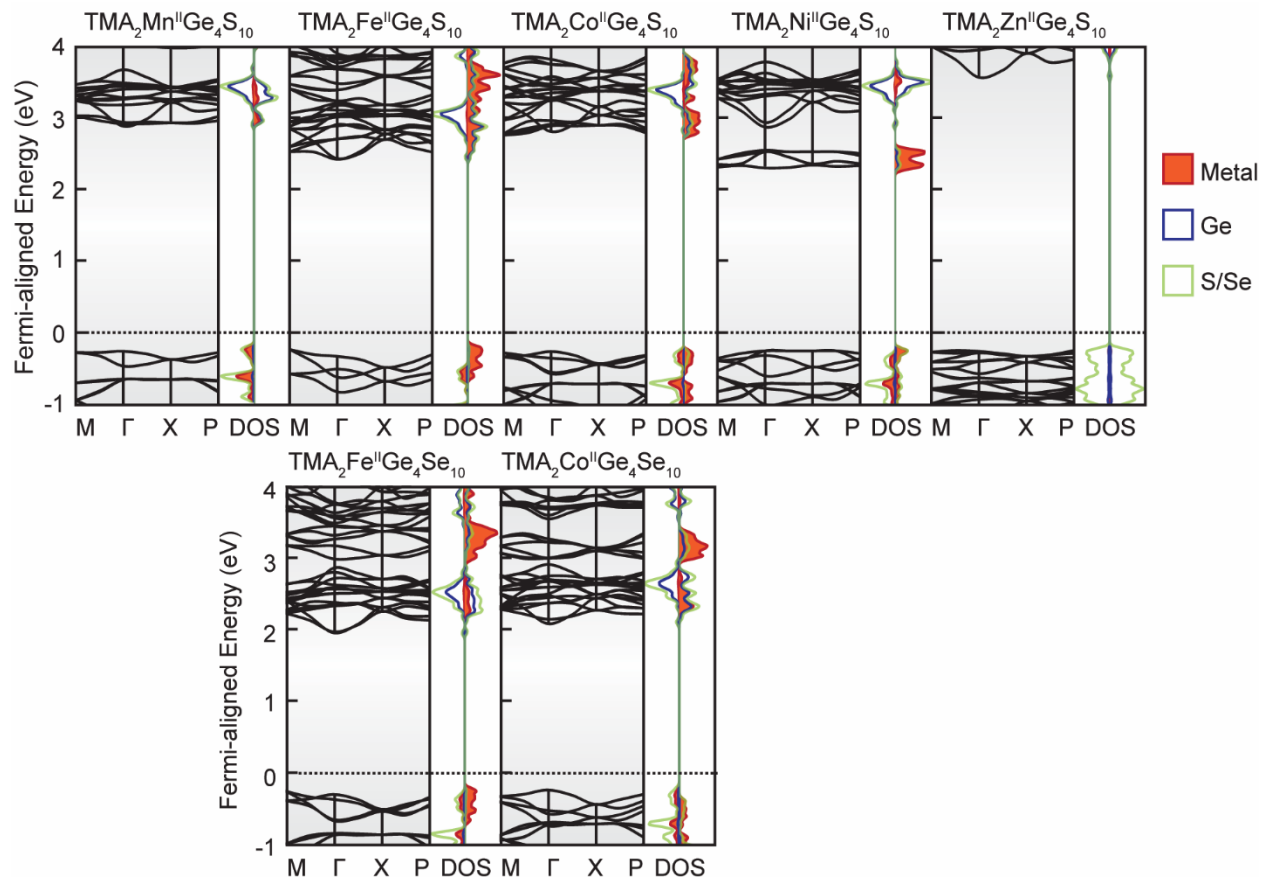 TMA₂MnᴵᴵGe₄S₁₀ TMA₂FeᴵᴵGe₄S₁₀ TMA₂CoᴵᴵGe₄S₁₀ TMA₂NiᴵᴵGe₄S₁₀ TMA₂ZnᴵᴵGe₄S₁₀
Fermi-aligned Energy (eV)
4
3
2
1
0
-1
M Γ X P DOS M Γ X P DOS M Γ X P DOS M Γ X P DOS M Γ X P DOS
Metal
Ge
S/Se
TMA₂FeᴵᴵGe₄Se₁₀ TMA₂CoᴵᴵGe₄Se₁₀
Fermi-aligned Energy (eV)
4
3
2
1
0
-1
M Γ X P DOS M Γ X P DOS